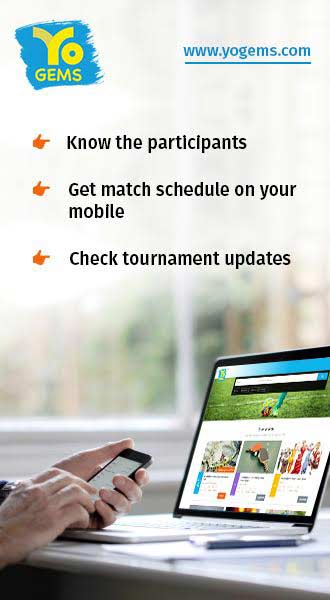 Yo
GEMS
www.yogems.com
Know the participants
Get match schedule on your
mobile
Check tournament updates